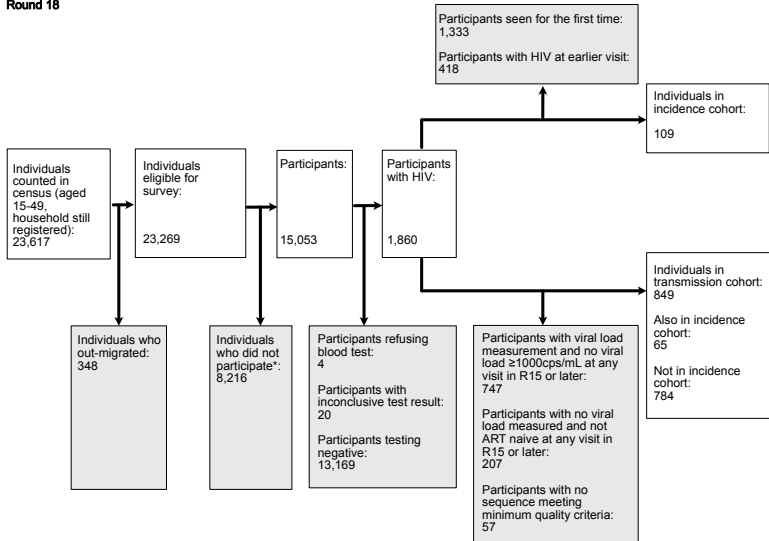 Round 18
Participants seen for the first time:
1,333
Participants with HIV at earlier visit:
418
Individuals in
incidence cohort:
109
Individuals
counted in
census (aged
15-49,
household still
registered):
23,617
Individuals
eligible for
survey:
23,269
Participants:
15,053
Participants
with HIV:
1,860
Individuals in
transmission cohort:
849
Also in incidence
cohort:
65
Not in incidence
cohort:
784
Individuals who
out-migrated:
348
Individuals
who did not
participate*:
8,216
Participants refusing
blood test:
4
Participants with
inconclusive test result:
20
Participants testing
negative:
13,169
Participants with viral load
measurement and no viral
load ≥1000cps/mL at any
visit in R15 or later:
747
Participants with no viral
load measured and not
ART naive at any visit in
R15 or later:
207
Participants with no
sequence meeting
minimum quality criteria:
57